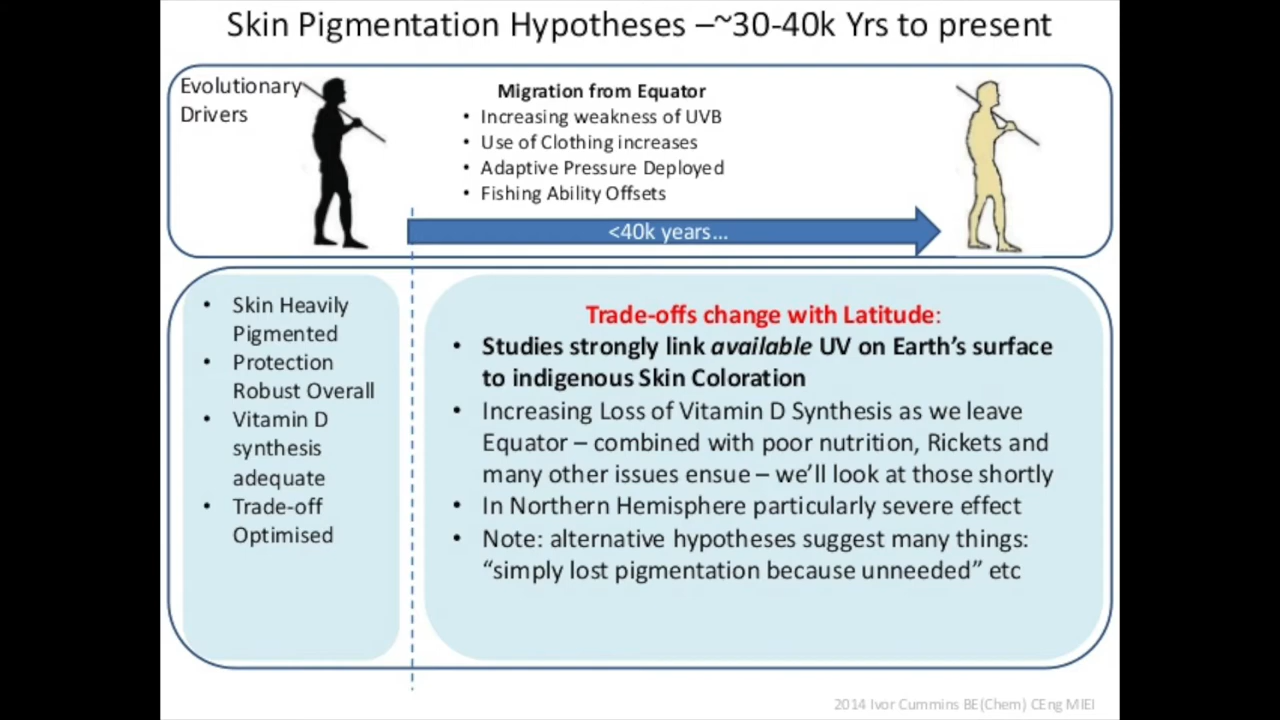 Skin Pigmentation Hypotheses –~30-40k Yrs to present
Evolutionary
Drivers
Migration from Equator
• Increasing weakness of UVB
• Use of Clothing increases
• Adaptive Pressure Deployed
• Fishing Ability Offsets
<40k years…
• Skin Heavily
Pigmented
• Protection
Robust Overall
• Vitamin D
synthesis
adequate
• Trade-off
Optimised
Trade-offs change with Latitude:
• Studies strongly link available UV on Earth’s surface
to indigenous Skin Coloration
• Increasing Loss of Vitamin D Synthesis as we leave
Equator – combined with poor nutrition, Rickets and
many other issues ensue – we’ll look at those shortly
• In Northern Hemisphere particularly severe effect
• Note: alternative hypotheses suggest many things:
“simply lost pigmentation because unneeded” etc
2014 Ivor Cummins BE(Chem) CEng MIEI